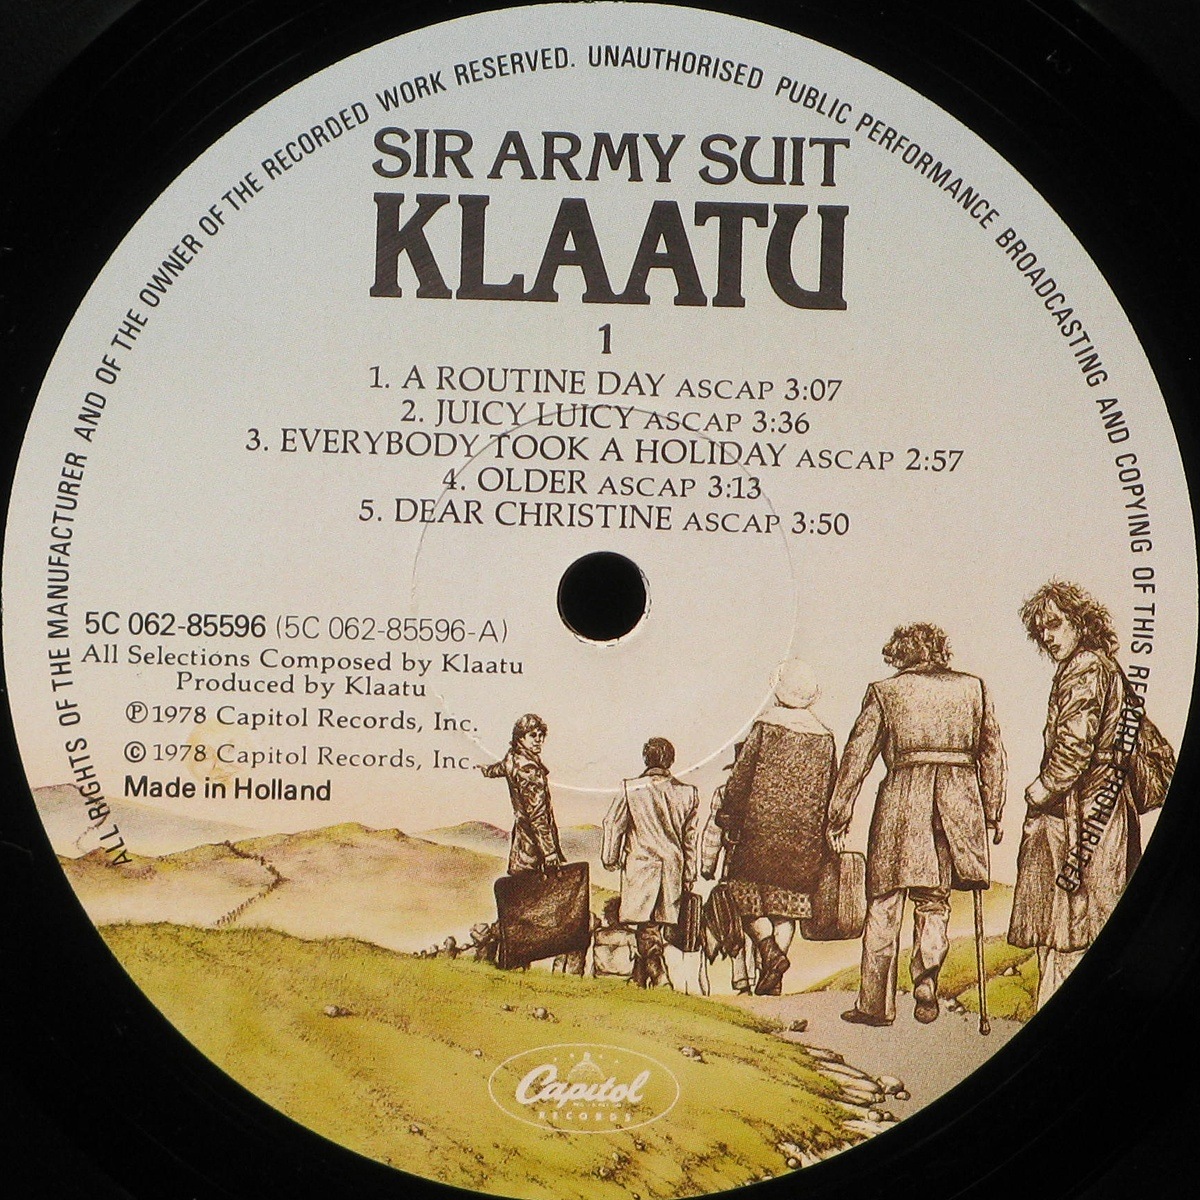 ALL RIGHTS OF THE MANUFACTURER AND OF THE OWNER OF THE RECORDED WORK RESERVED. UNAUTHORISED PUBLIC PERFORMANCE BROADCASTING AND COPYING OF THIS RECORD PROHIBITED
SIR ARMY SUIT
KLAATU
1
1. A ROUTINE DAY ASCAP 3:07
2. JUICY LUICY ASCAP 3:36
3. EVERYBODY TOOK A HOLIDAY ASCAP 2:57
4. OLDER ASCAP 3:13
5. DEAR CHRISTINE ASCAP 3:50
5C 062-85596 (5C 062-85596-A)
All Selections Composed by Klaatu
Produced by Klaatu
℗ 1978 Capitol Records, Inc.
© 1978 Capitol Records, Inc.
Made in Holland
Capitol
RECORDS